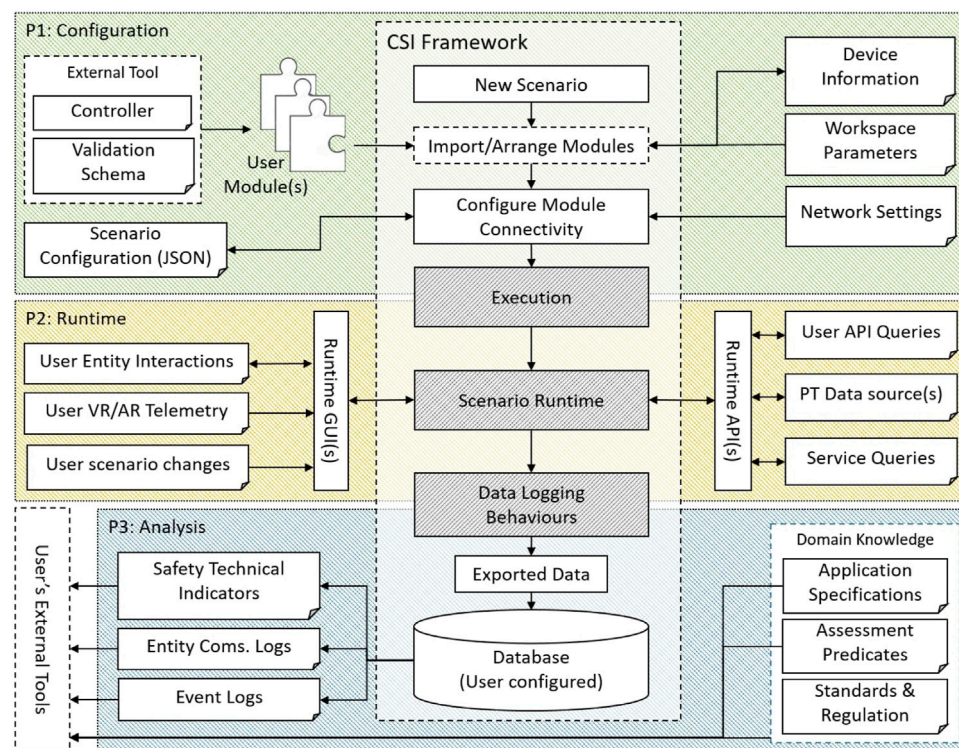 P1: Configuration
External Tool
Controller
Validation
Schema
User
Module(s)
Scenario
Configuration (JSON)
CSI Framework
New Scenario
Import/Arrange Modules
Configure Module
Connectivity
Execution
Device
Information
Workspace
Parameters
Network Settings
P2: Runtime
User Entity Interactions
User VR/AR Telemetry
User scenario changes
Runtime GUI(s)
Scenario Runtime
Data Logging
Behaviours
Runtime API(s)
User API Queries
PT Data source(s)
Service Queries
P3: Analysis
User's External Tools
Safety Technical
Indicators
Entity Coms. Logs
Event Logs
Exported Data
Database
(User configured)
Domain Knowledge
Application
Specifications
Assessment
Predicates
Standards &
Regulation